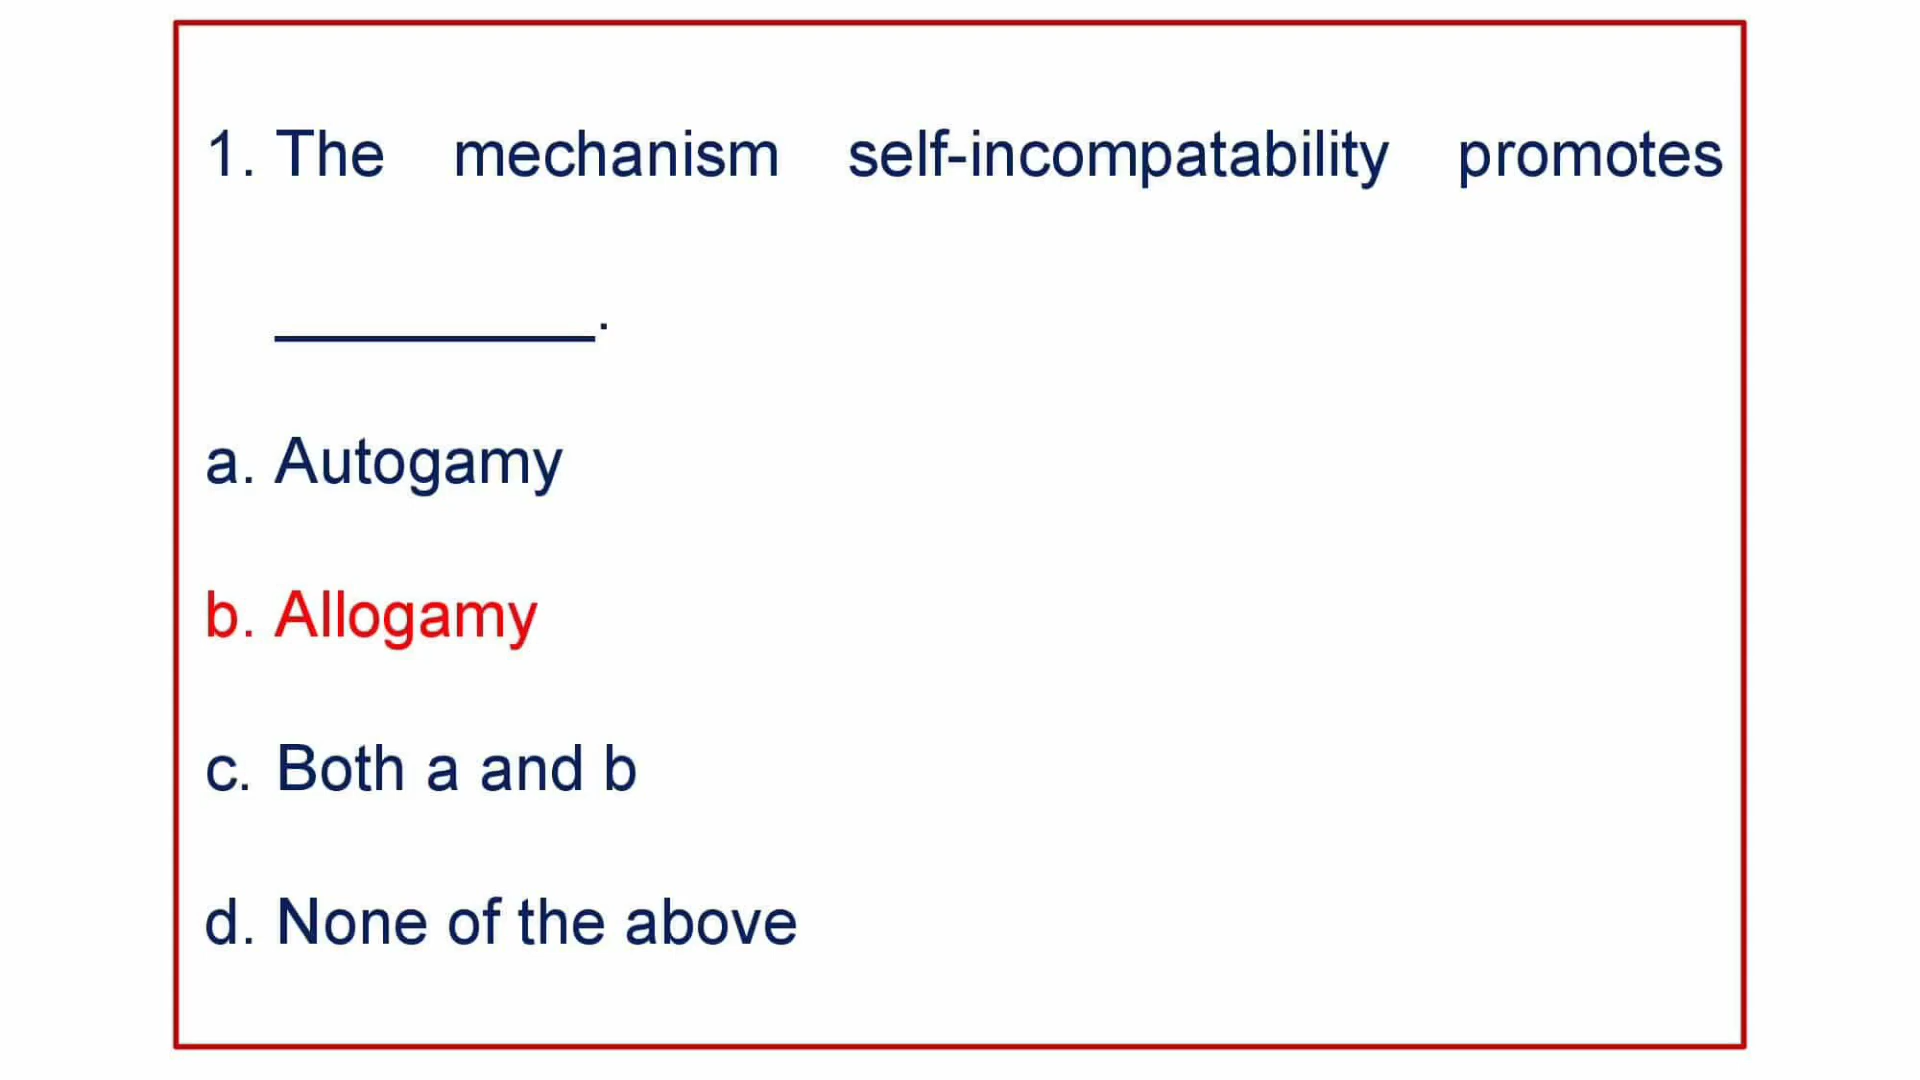 1. The mechanism self-incompatability promotes
__________.
a. Autogamy
b. Allogamy
c. Both a and b
d. None of the above